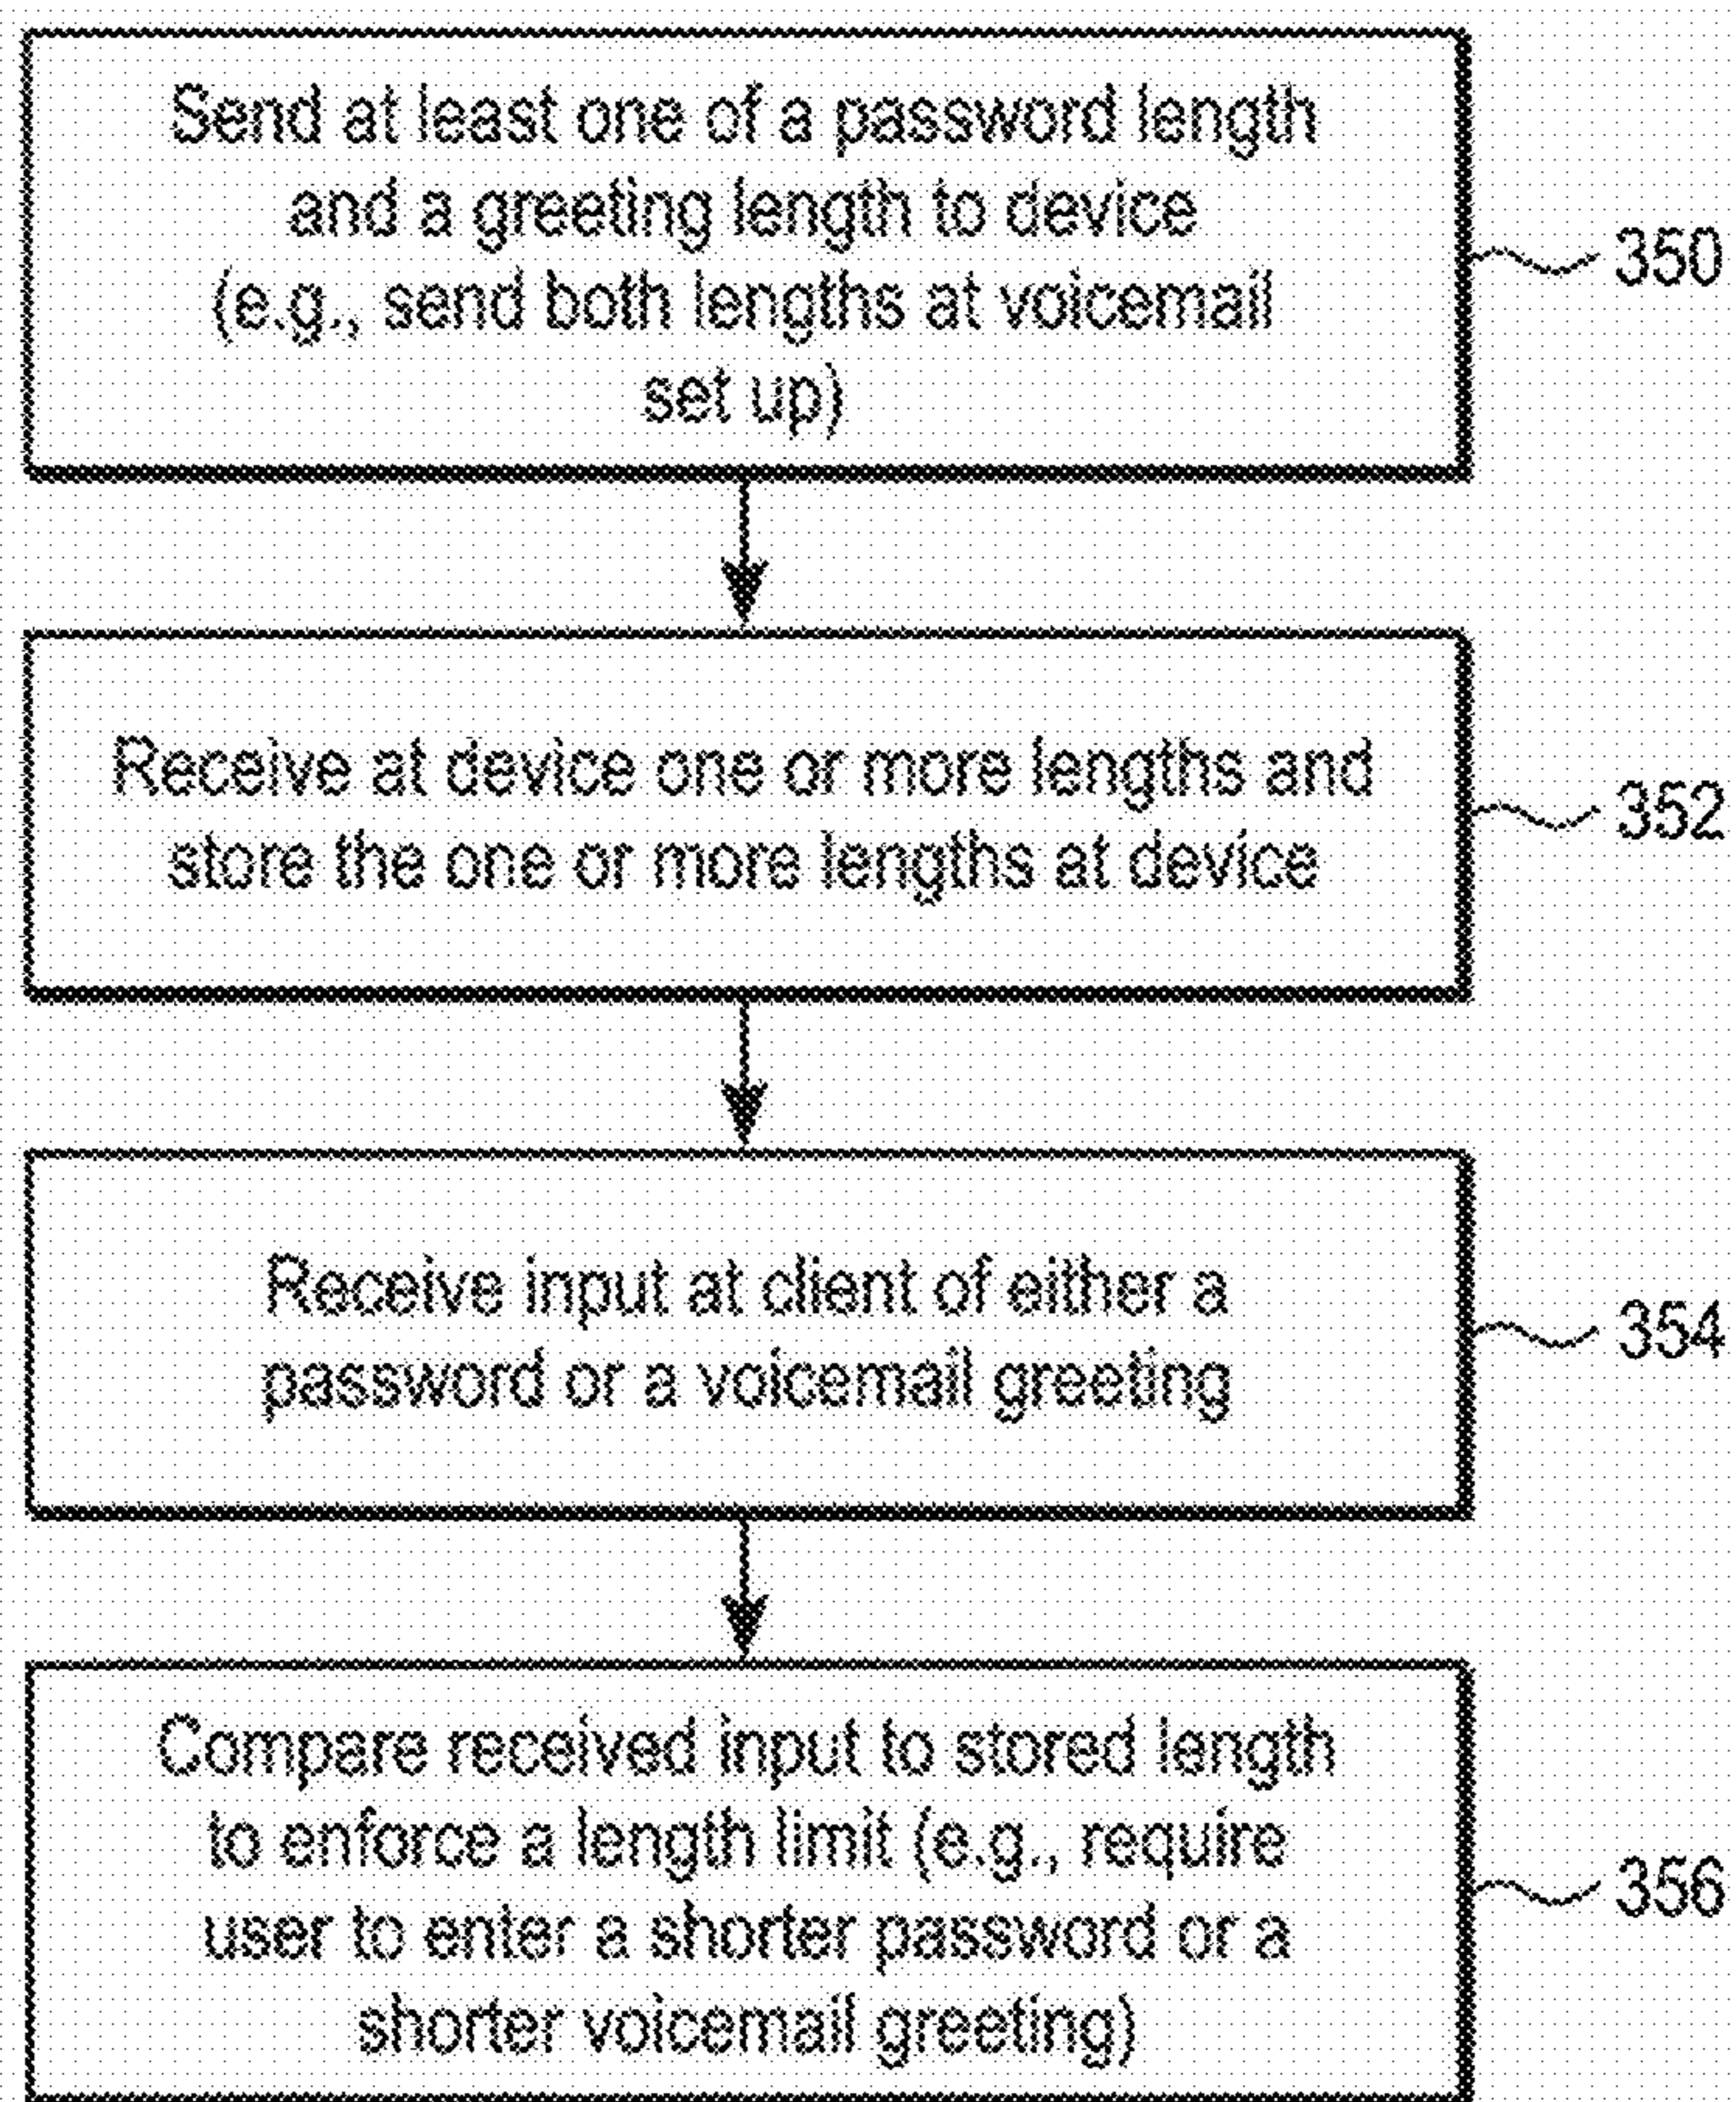 Send at least one of a password length
and a greeting length to device
(e.g., send both lengths at voicemail
set up)
350
Receive at device one or more lengths and
store the one or more lengths at device
352
Receive input at client of either a
password or a voicemail greeting
354
Compare received input to stored length
to enforce a length limit (e.g., require
user to enter a shorter password or a
shorter voicemail greeting)
356